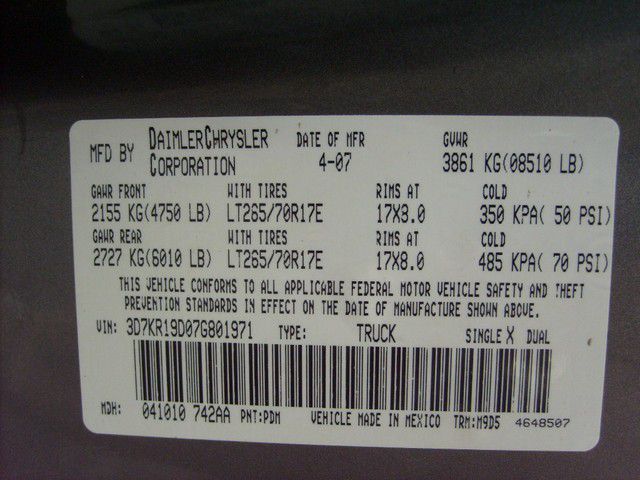 MFD BY DAIMLERCHRYSLER CORPORATION DATE OF MFR 4-07 GVWR 3861 KG(08510 LB)
GAWR FRONT WITH TIRES RIMS AT COLD
2155 KG(4750 LB) LT265/70R17E 17X8.0 350 KPA( 50 PSI)
GAWR REAR WITH TIRES RIMS AT COLD
2727 KG(6010 LB) LT265/70R17E 17X8.0 485 KPA( 70 PSI)
THIS VEHICLE CONFORMS TO ALL APPLICABLE FEDERAL MOTOR VEHICLE SAFETY AND THEFT
PREVENTION STANDARDS IN EFFECT ON THE DATE OF MANUFACTURE SHOWN ABOVE.
VIN: 3D7KR19D07G801971 TYPE: TRUCK SINGLE X DUAL
MDH: 041010 742AA PNT:PDM VEHICLE MADE IN MEXICO TRM:M9D5 4648507